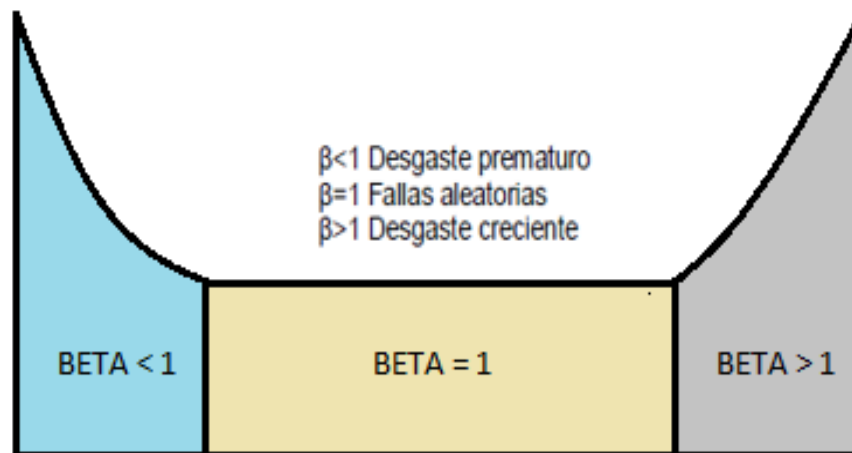 β<1 Desgaste prematuro
β=1 Fallas aleatorias
β>1 Desgaste creciente
BETA < 1
BETA = 1
BETA > 1